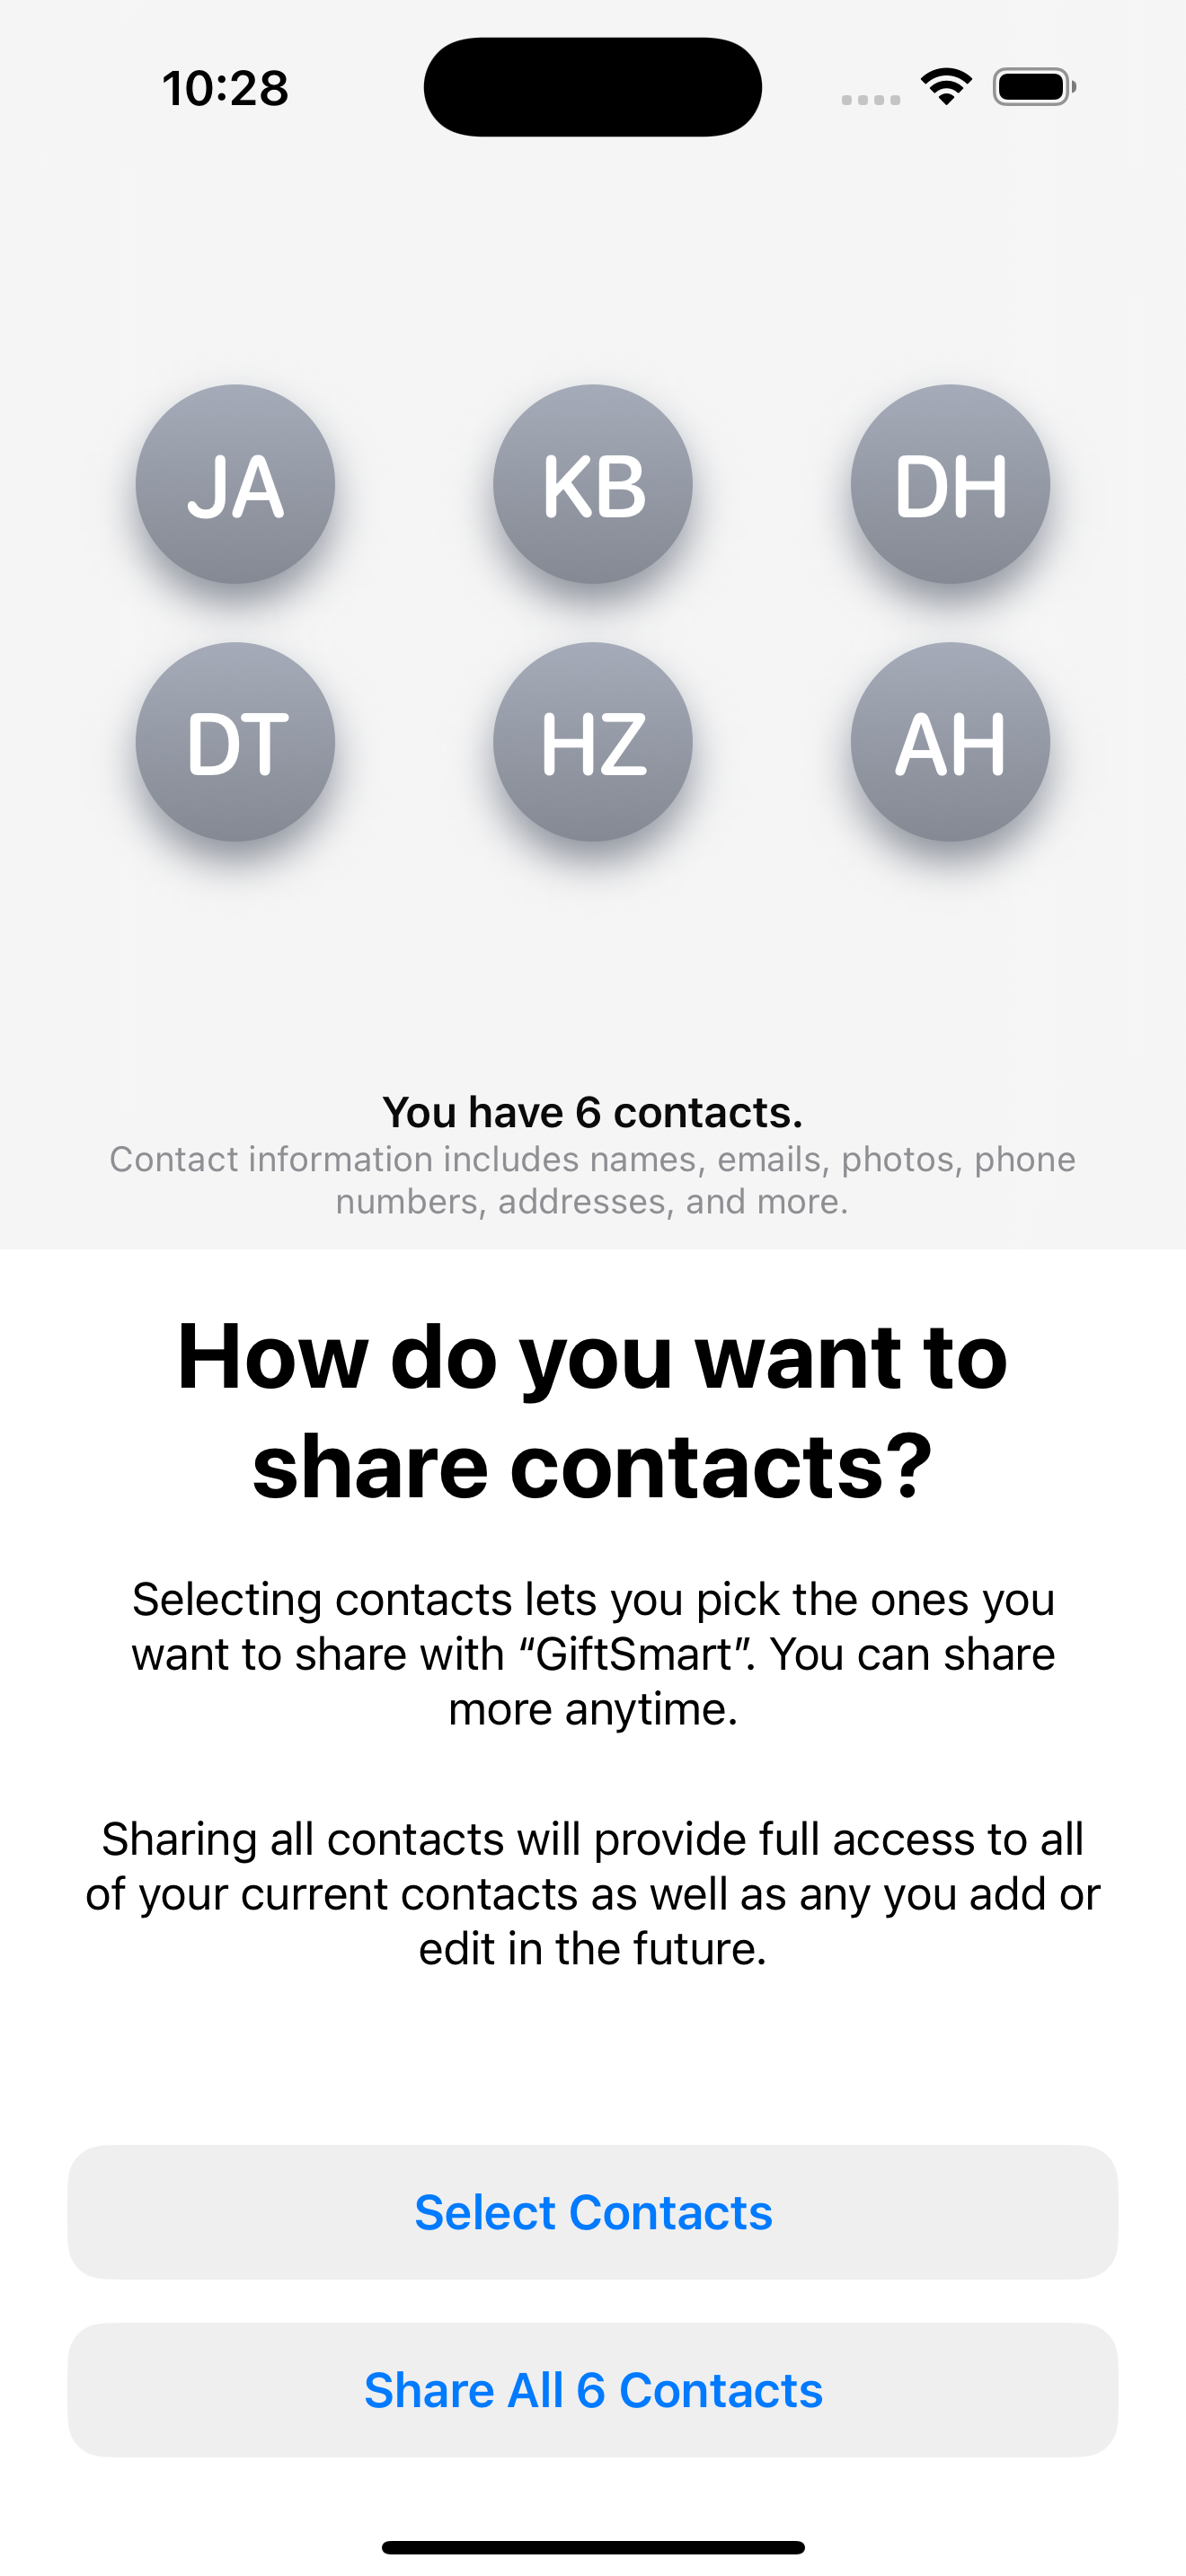 10:28
JA KB DH
DT HZ AH
You have 6 contacts.
Contact information includes names, emails, photos, phone
numbers, addresses, and more.
How do you want to
share contacts?
Selecting contacts lets you pick the ones you
want to share with “GiftSmart”. You can share
more anytime.
Sharing all contacts will provide full access to all
of your current contacts as well as any you add or
edit in the future.
Select Contacts
Share All 6 Contacts